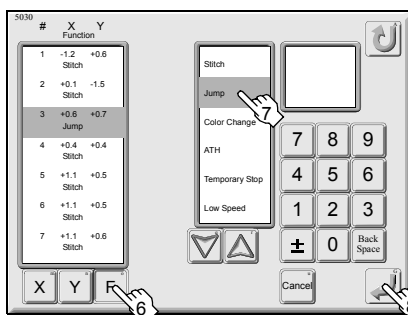 5030
# X Y
Function
1 -1.2 +0.6
Stitch
2 +0.1 -1.5
Stitch
3 +0.6 +0.7
Jump
4 +0.4 +0.4
Stitch
5 +1.1 +0.5
Stitch
6 +1.1 +0.5
Stitch
7 +1.1 +0.6
Stitch
X Y F
6
Stitch
Jump
7
Color Change
ATH
Temporary Stop
Low Speed
7 8 9
4 5 6
1 2 3
± 0 Back Space
Cancel
8